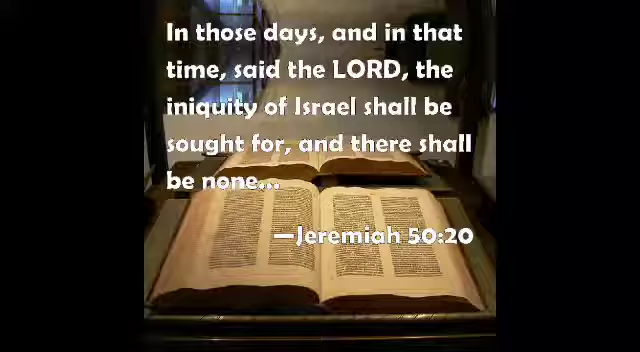 In those days, and in that
time, said the LORD, the
iniquity of Israel shall be
sought for, and there shall
be none...
—Jeremiah 50:20